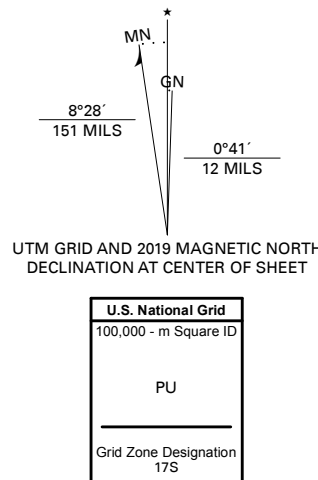 ★
MN
GN
8°28´
151 MILS
0°41´
12 MILS
UTM GRID AND 2019 MAGNETIC NORTH
DECLINATION AT CENTER OF SHEET
U.S. National Grid
100,000 - m Square ID
PU
Grid Zone Designation
17S